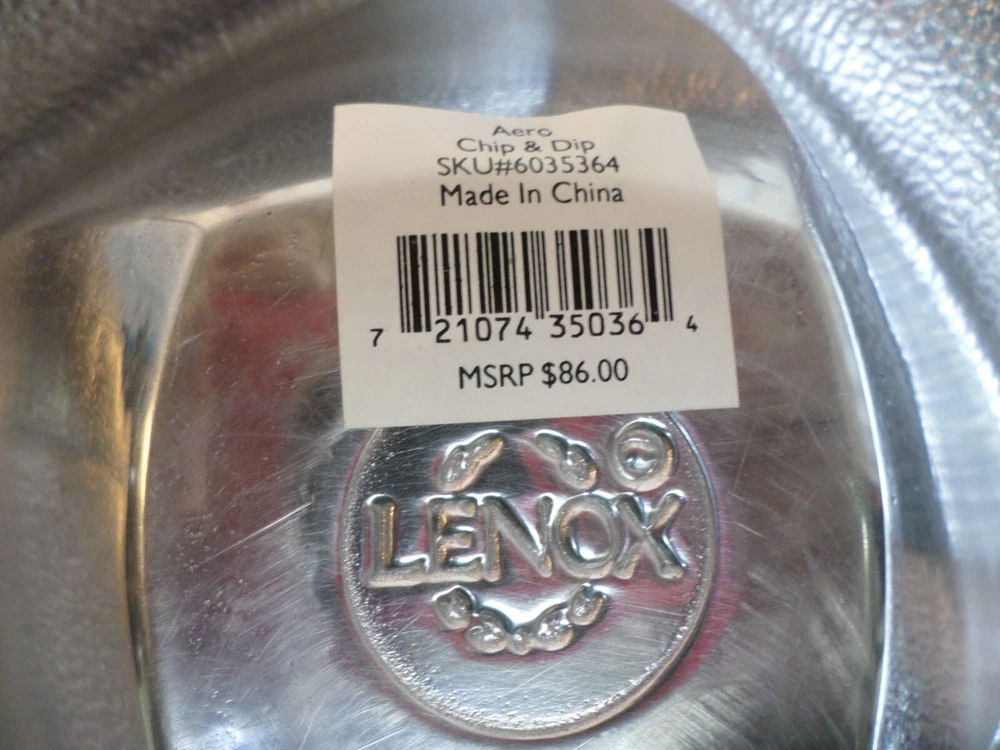 Aero
Chip & Dip
SKU#6035364
Made In China
7 21074 35036 4
MSRP $86.00
LENOX